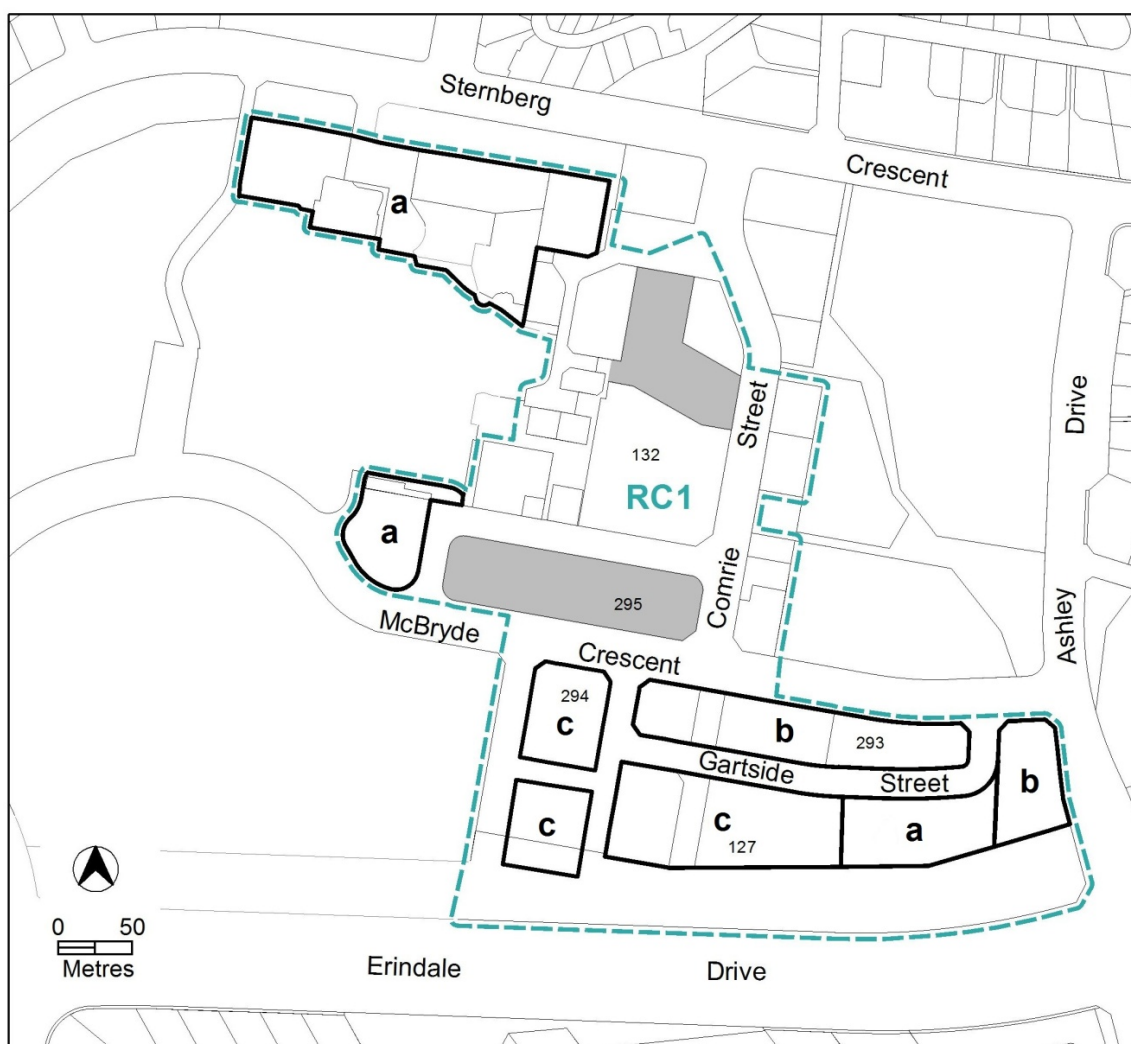 Sternberg
Crescent
a
Drive
Street
132
RC1
a
295
Comrie
McBryde
Ashley
Crescent
294
c
b
293
Gartside
Street
b
c
c
127
a
0 50
Metres
Erindale
Drive